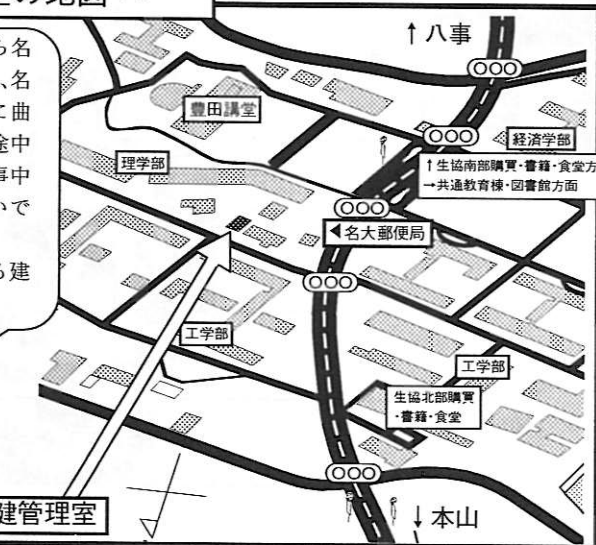 の地図
ら名
、名
に曲
途中
事中
いで
る建
↑八事
豊田講堂
経済学部
理学部
↑生協南部購買・書籍・食堂方
→共通教育棟・図書館方面
◀名大郵便局
工学部
工学部
生協北部購買
・書籍・食堂
健管理室
↓本山